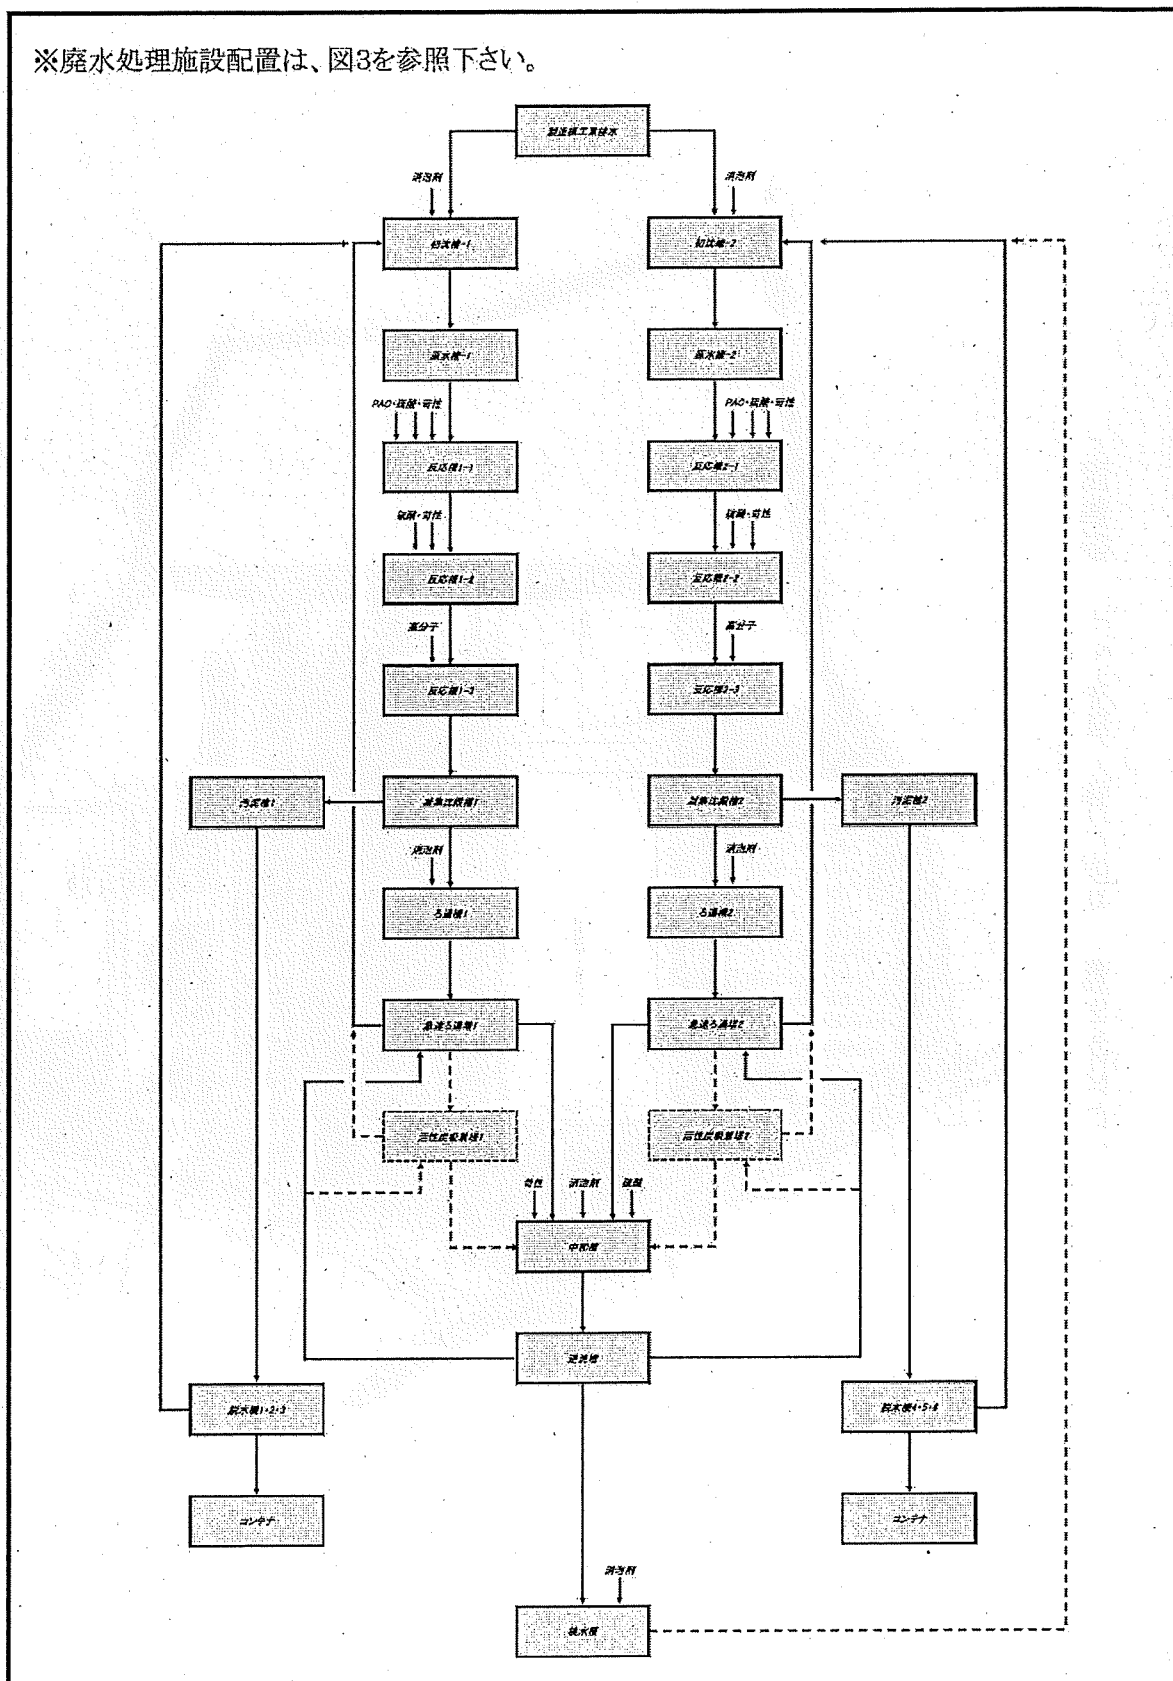 ※廃水処理施設配置は、図3を参照下さい。
製造棟工業排水
消泡剤
消泡剤
初沈槽-1
初沈槽-2
原水槽-1
原水槽-2
PAC・硫酸・苛性
PAC・硫酸・苛性
反応槽1-1
反応槽2-1
硫酸・苛性
硫酸・苛性
反応槽1-2
反応槽2-2
高分子
高分子
反応槽1-3
反応槽2-3
汚泥槽1
凝集沈殿槽1
凝集沈殿槽2
汚泥槽2
消泡剤
消泡剤
ろ過槽1
ろ過槽2
急速ろ過塔1
急速ろ過塔2
活性炭吸着塔1
活性炭吸着塔2
苛性
消泡剤
硫酸
中和槽
逆洗槽
脱水機1・2・3
脱水機4・5・6
コンテナ
コンテナ
消泡剤